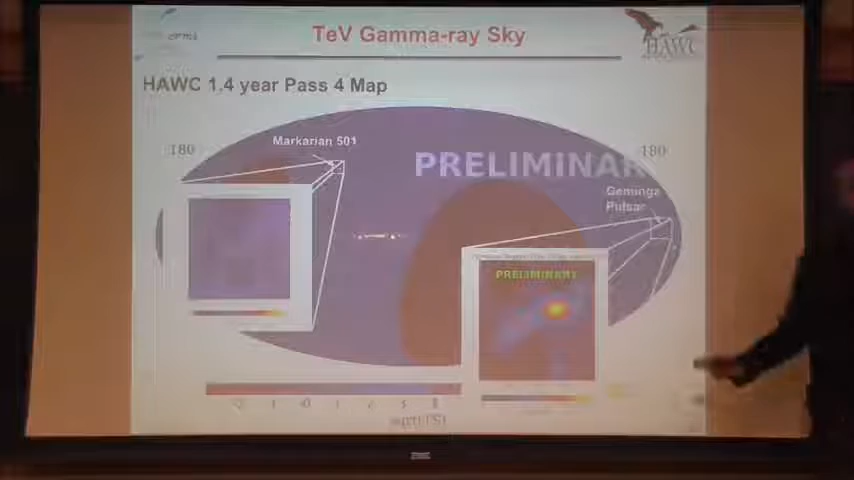 TeV Gamma-ray Sky
HAWC
HAWC 1.4 year Pass 4 Map
Markarian 501
180
PRELIMINAR
180
Geminga
Pulsar
PRELIMINARY